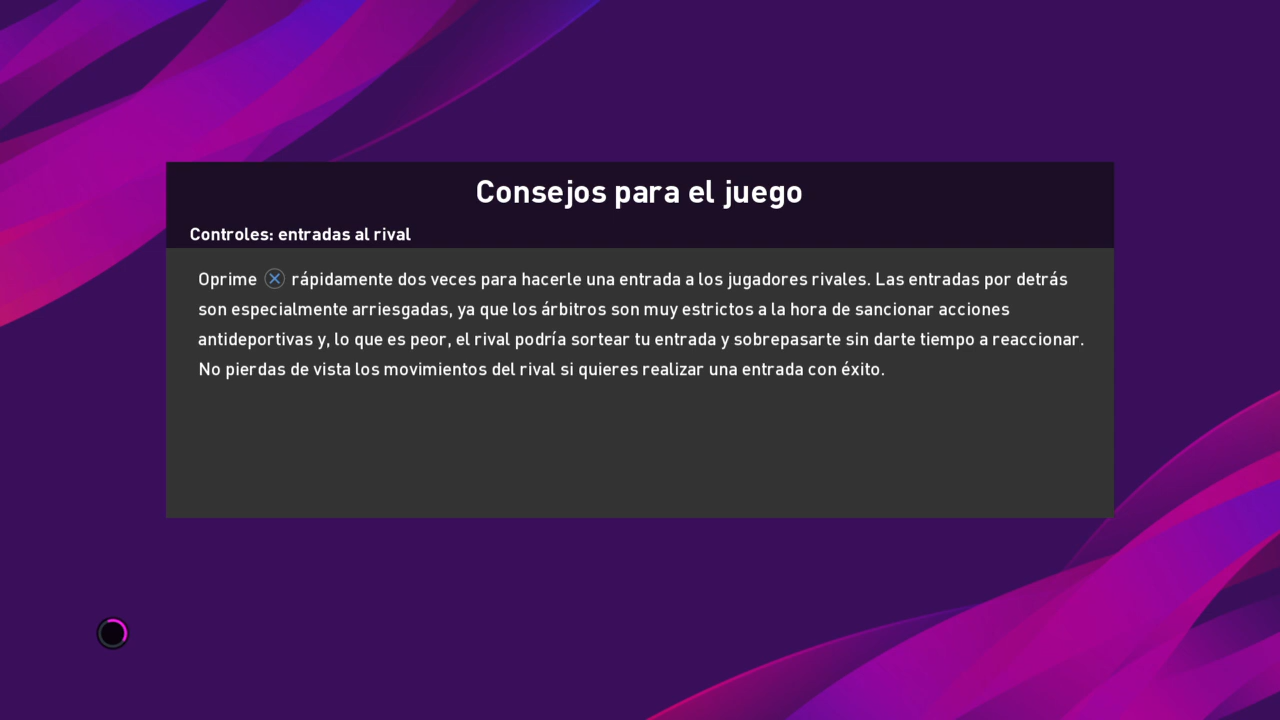 Consejos para el juego
Controles: entradas al rival
Oprime ⓧ rápidamente dos veces para hacerle una entrada a los jugadores rivales. Las entradas por detrás
son especialmente arriesgadas, ya que los árbitros son muy estrictos a la hora de sancionar acciones
antideportivas y, lo que es peor, el rival podría sortear tu entrada y sobrepasarte sin darte tiempo a reaccionar.
No pierdas de vista los movimientos del rival si quieres realizar una entrada con éxito.